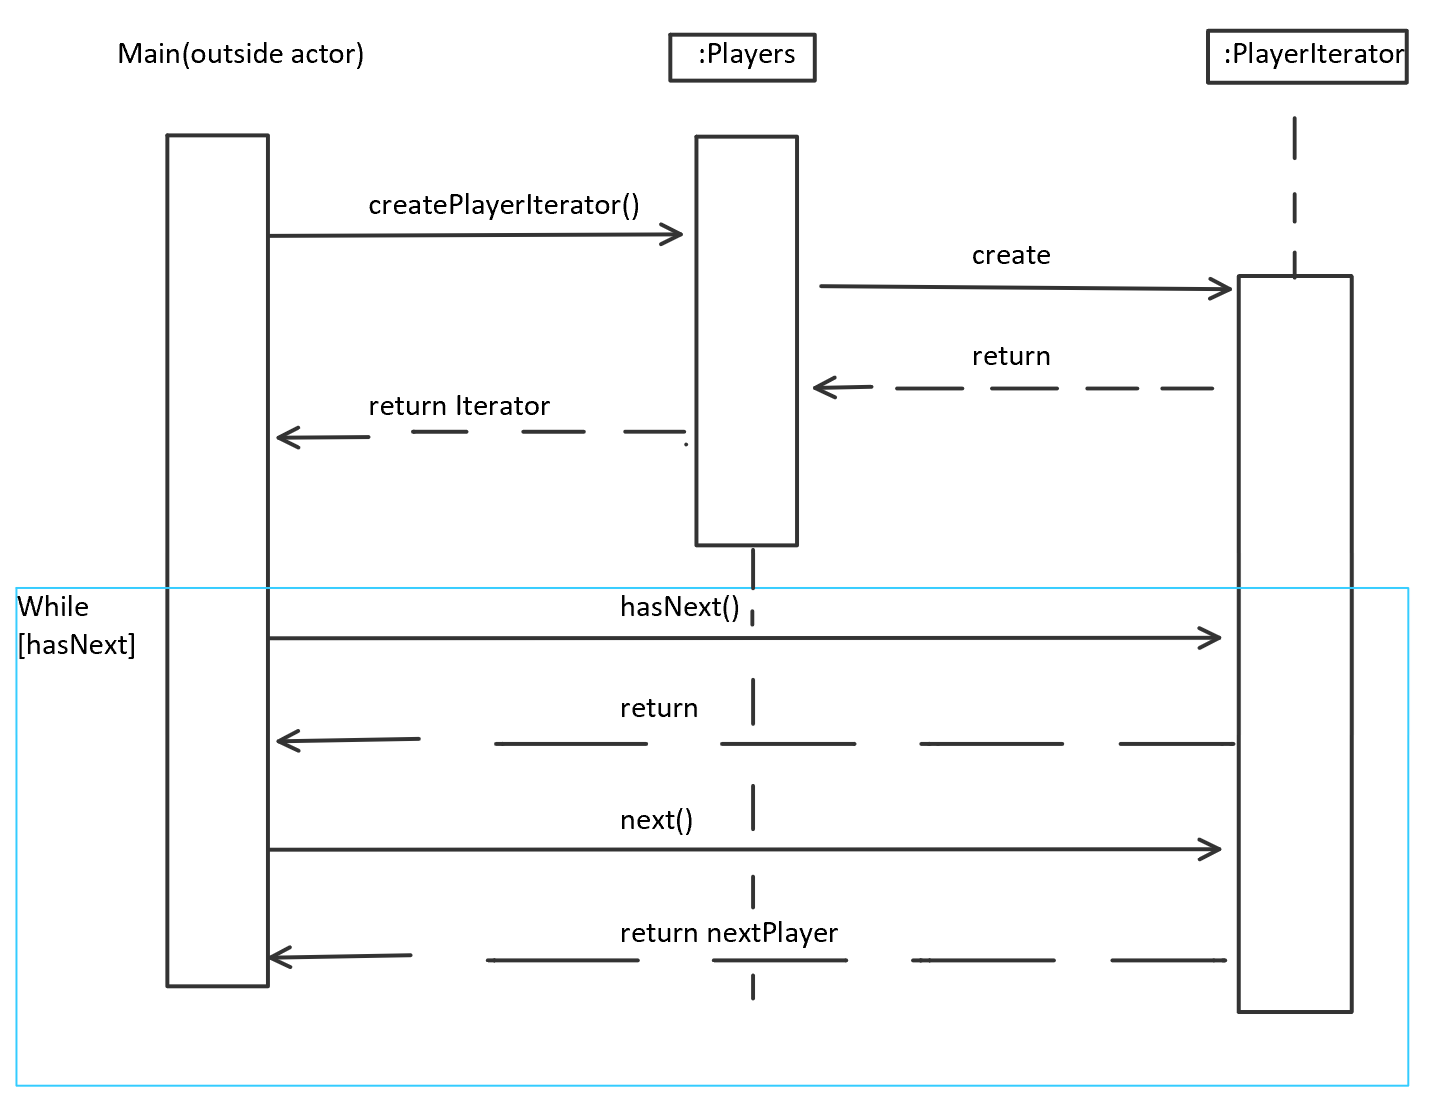 Main(outside actor)
:Players
:PlayerIterator
createPlayerIterator()
create
return
return Iterator
While
[hasNext]
hasNext()
return
next()
return nextPlayer